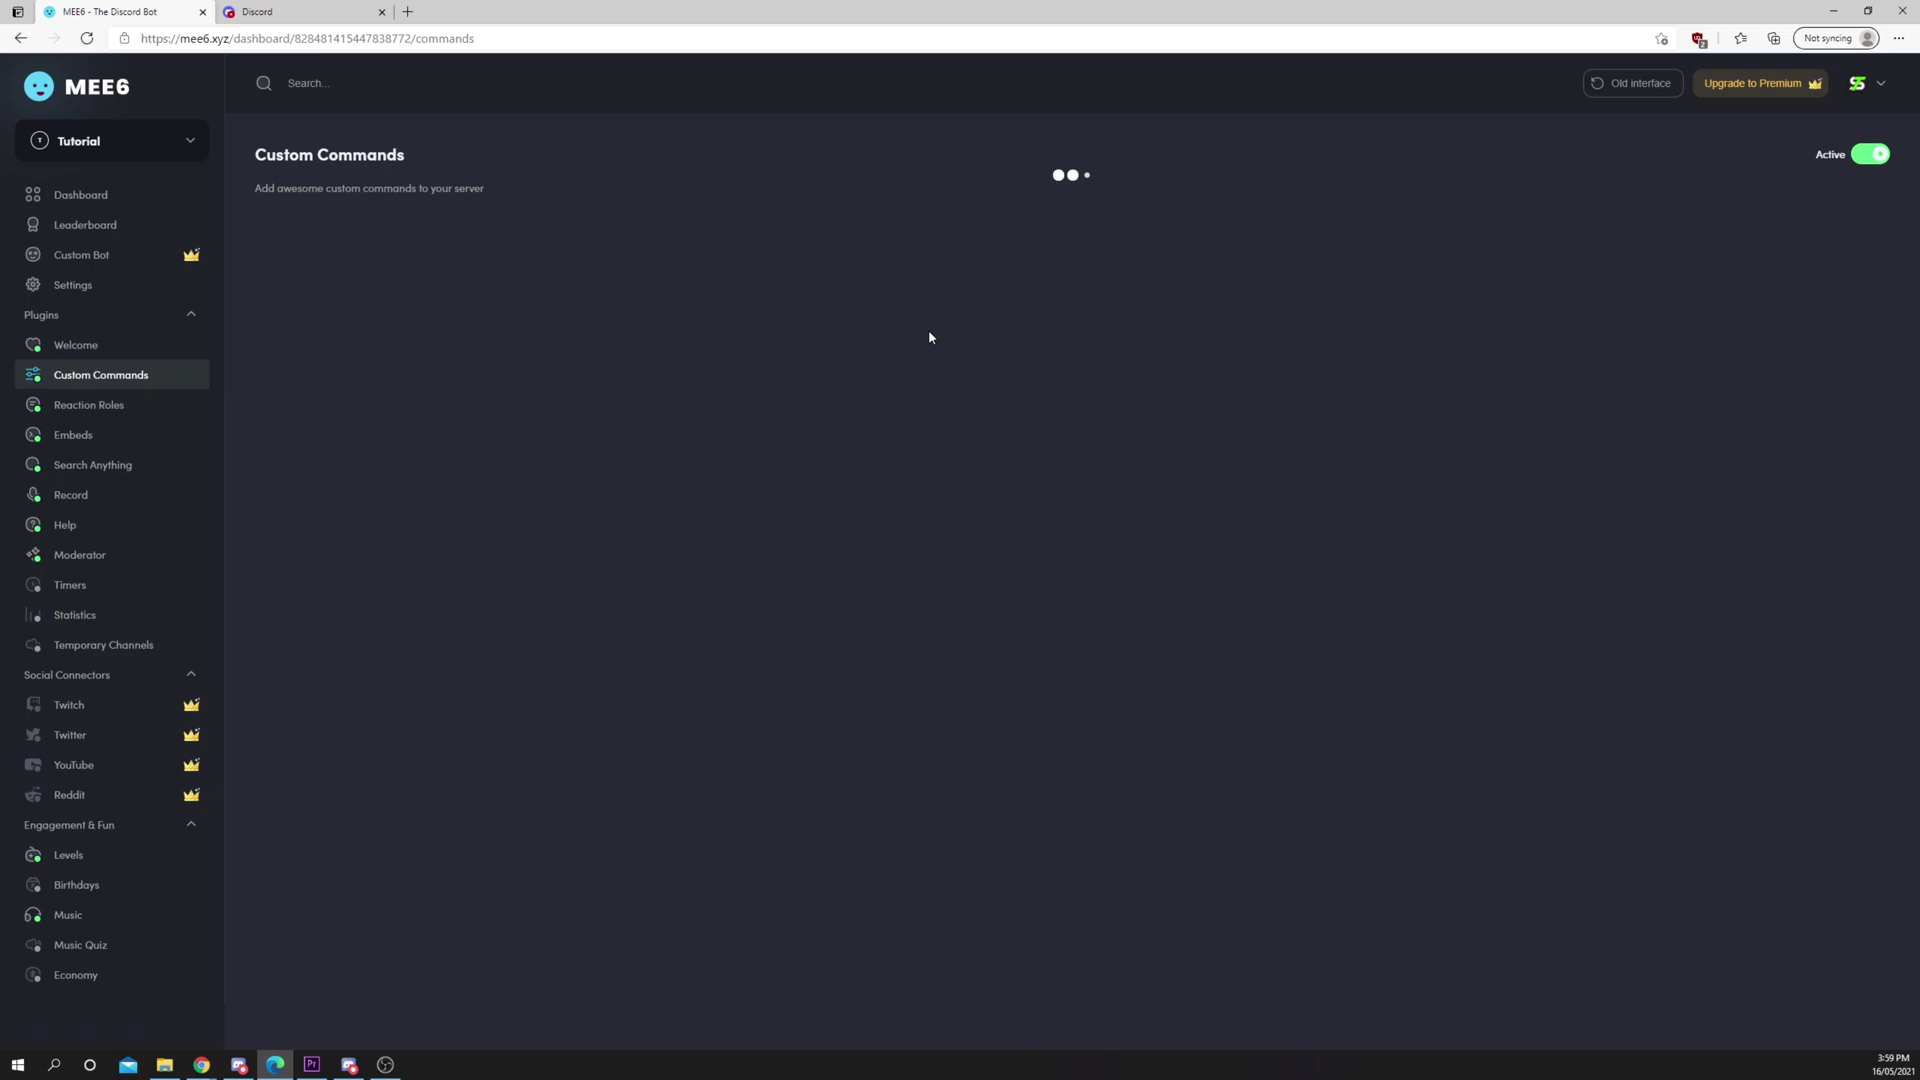 MEE6 - The Discord Bot
Discord
https://mee6.xyz/dashboard/828481415447838772/commands
Not syncing
MEE6
Search...
Old interface
Upgrade to Premium
Tutorial
Custom Commands
Active
Add awesome custom commands to your server
Dashboard
Leaderboard
Custom Bot
Settings
Plugins
Welcome
Custom Commands
Reaction Roles
Embeds
Search Anything
Record
Help
Moderator
Timers
Statistics
Temporary Channels
Social Connectors
Twitch
Twitter
YouTube
Reddit
Engagement & Fun
Levels
Birthdays
Music
Music Quiz
Economy
Pr
3:59 PM
16/05/2021